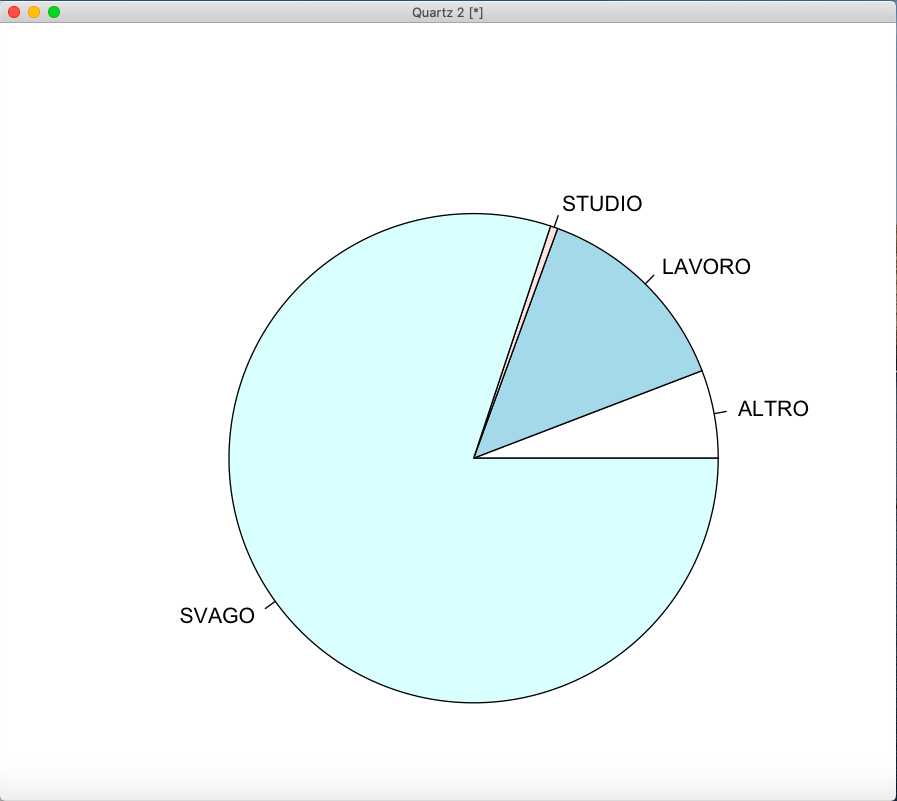 Quartz 2 [*]
STUDIO
LAVORO
ALTRO
SVAGO